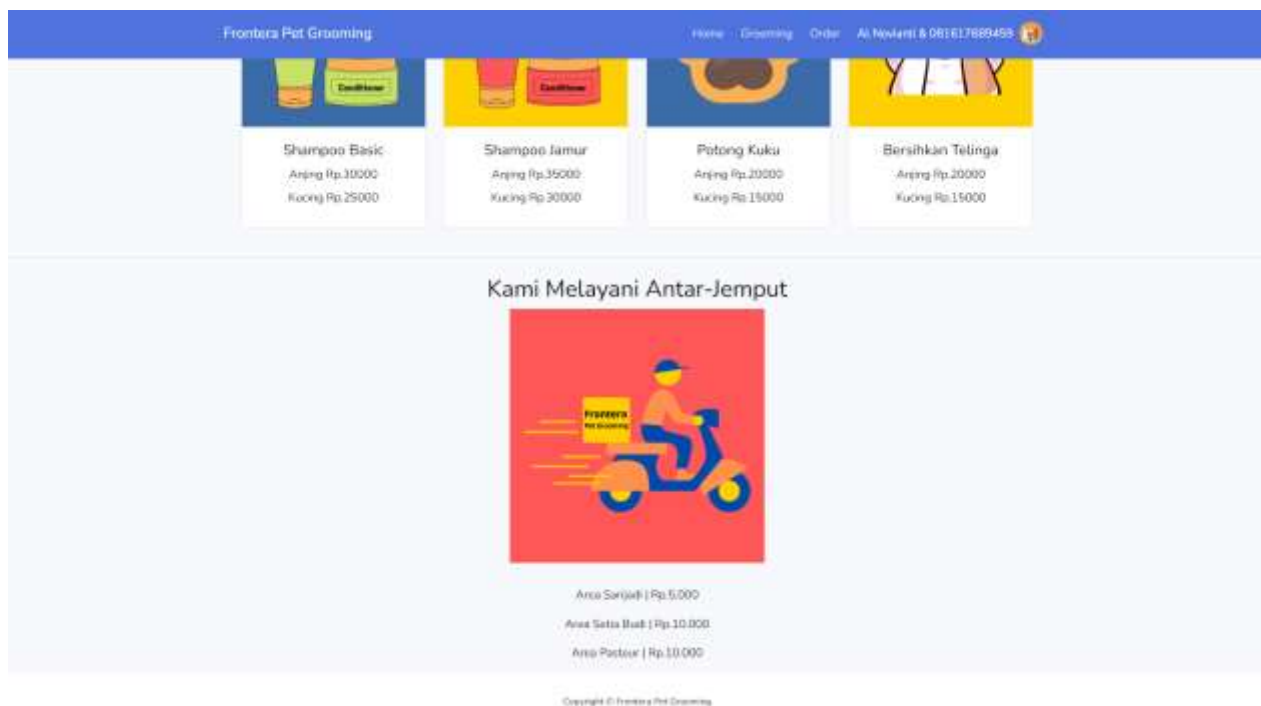 Frontera Pet Grooming
Home Grooming Order Ai Novianti & 081617689459
Conditioner Conditioner
Shampoo Basic Shampoo Jamur Potong Kuku Bersihkan Telinga
Anjing Rp.30000 Anjing Rp.35000 Anjing Rp.20000 Anjing Rp.20000
Kucing Rp.25000 Kucing Rp.30000 Kucing Rp.15000 Kucing Rp.15000
Kami Melayani Antar-Jemput
Frontera
Pet Grooming
Area Sarijadi | Rp.5.000
Area Setia Budi | Rp.10.000
Area Pasteur | Rp.10.000
Copyright © Frontera Pet Grooming